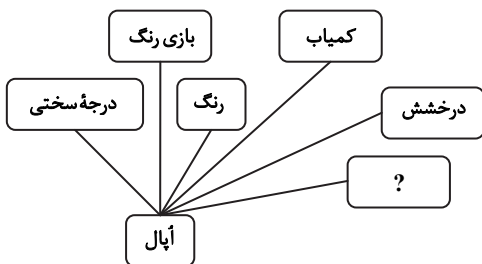 کمیاب
بازی رنگ
درخشش
رنگ
درجهٔ سختی
?
اُپال